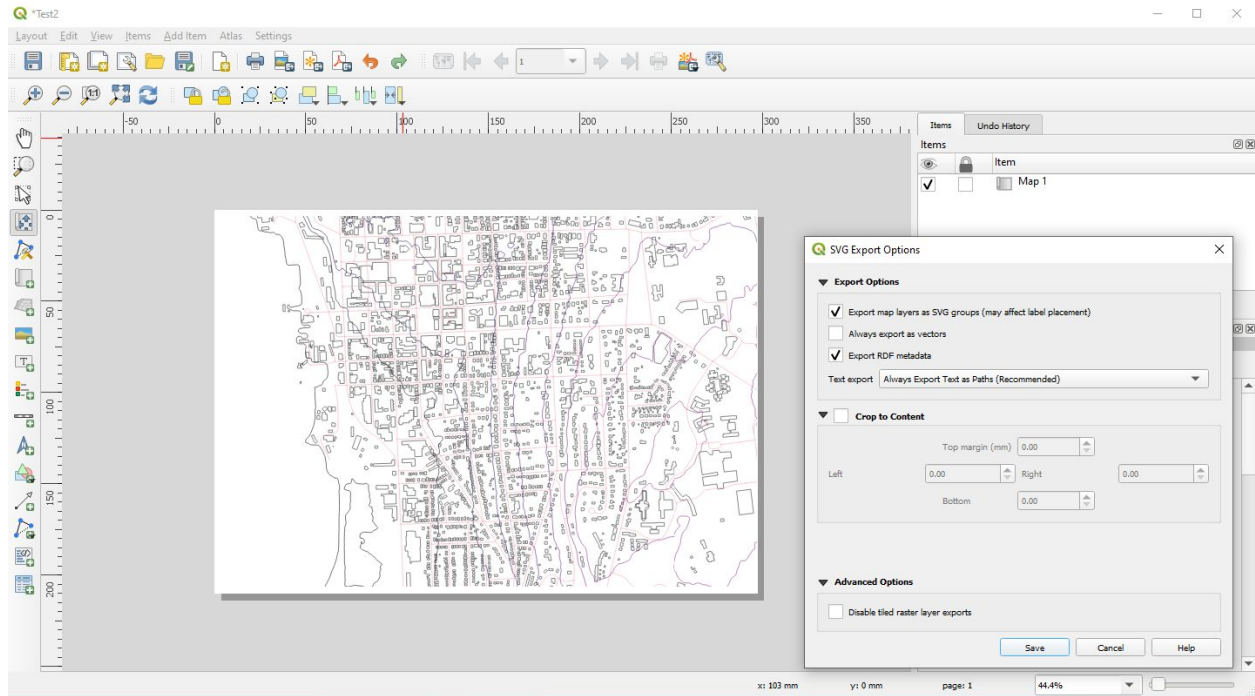 *Test2
Layout Edit View Items Add Item Atlas Settings
1
-50 0 50 100 150 200 250 300 350
Items Undo History
Items
Item
Map 1
0
50
100
150
200
SVG Export Options
Export Options
Export map layers as SVG groups (may affect label placement)
Always export as vectors
Export RDF metadata
Text export Always Export Text as Paths (Recommended)
Crop to Content
Top margin (mm) 0.00
Left 0.00 Right 0.00
Bottom 0.00
Advanced Options
Disable tiled raster layer exports
Save Cancel Help
x: 103 mm y: 0 mm page: 1 44.4%